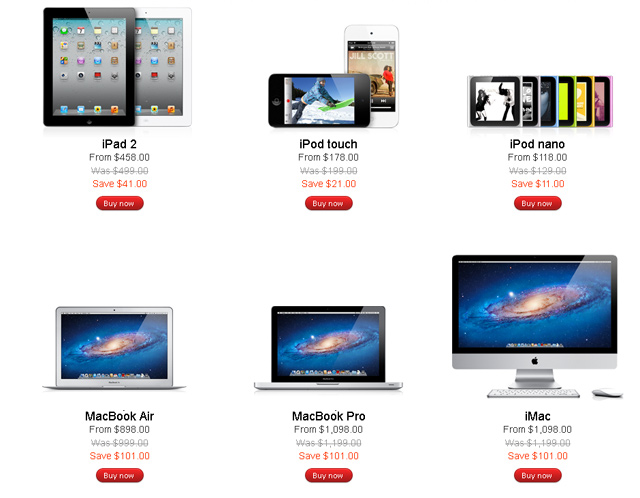 JILL SCOTT
iPad 2
From $458.00
Was $499.00
Save $41.00
Buy now
iPod touch
From $178.00
Was $199.00
Save $21.00
Buy now
iPod nano
From $118.00
Was $129.00
Save $11.00
Buy now
MacBook Air
From $898.00
Was $999.00
Save $101.00
Buy now
MacBook Pro
From $1,098.00
Was $1,199.00
Save $101.00
Buy now
iMac
From $1,098.00
Was $1,199.00
Save $101.00
Buy now